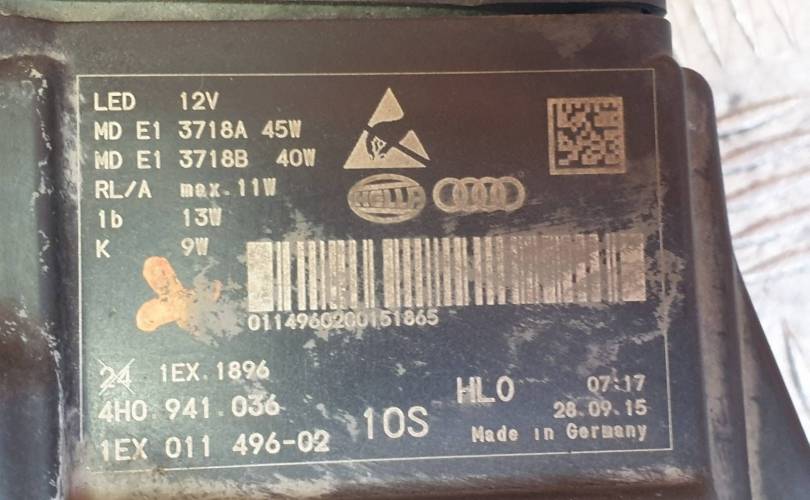 LED 12V
MD E1 3718A 45W
MD E1 3718B 40W
RL/A max.11W
1b 13W
K 9W
HELLA
0114960200151865
24 1EX.1896
4H0.941.036
1EX 011 496-02
10S
HL0
07:17
28.09.15
Made in Germany